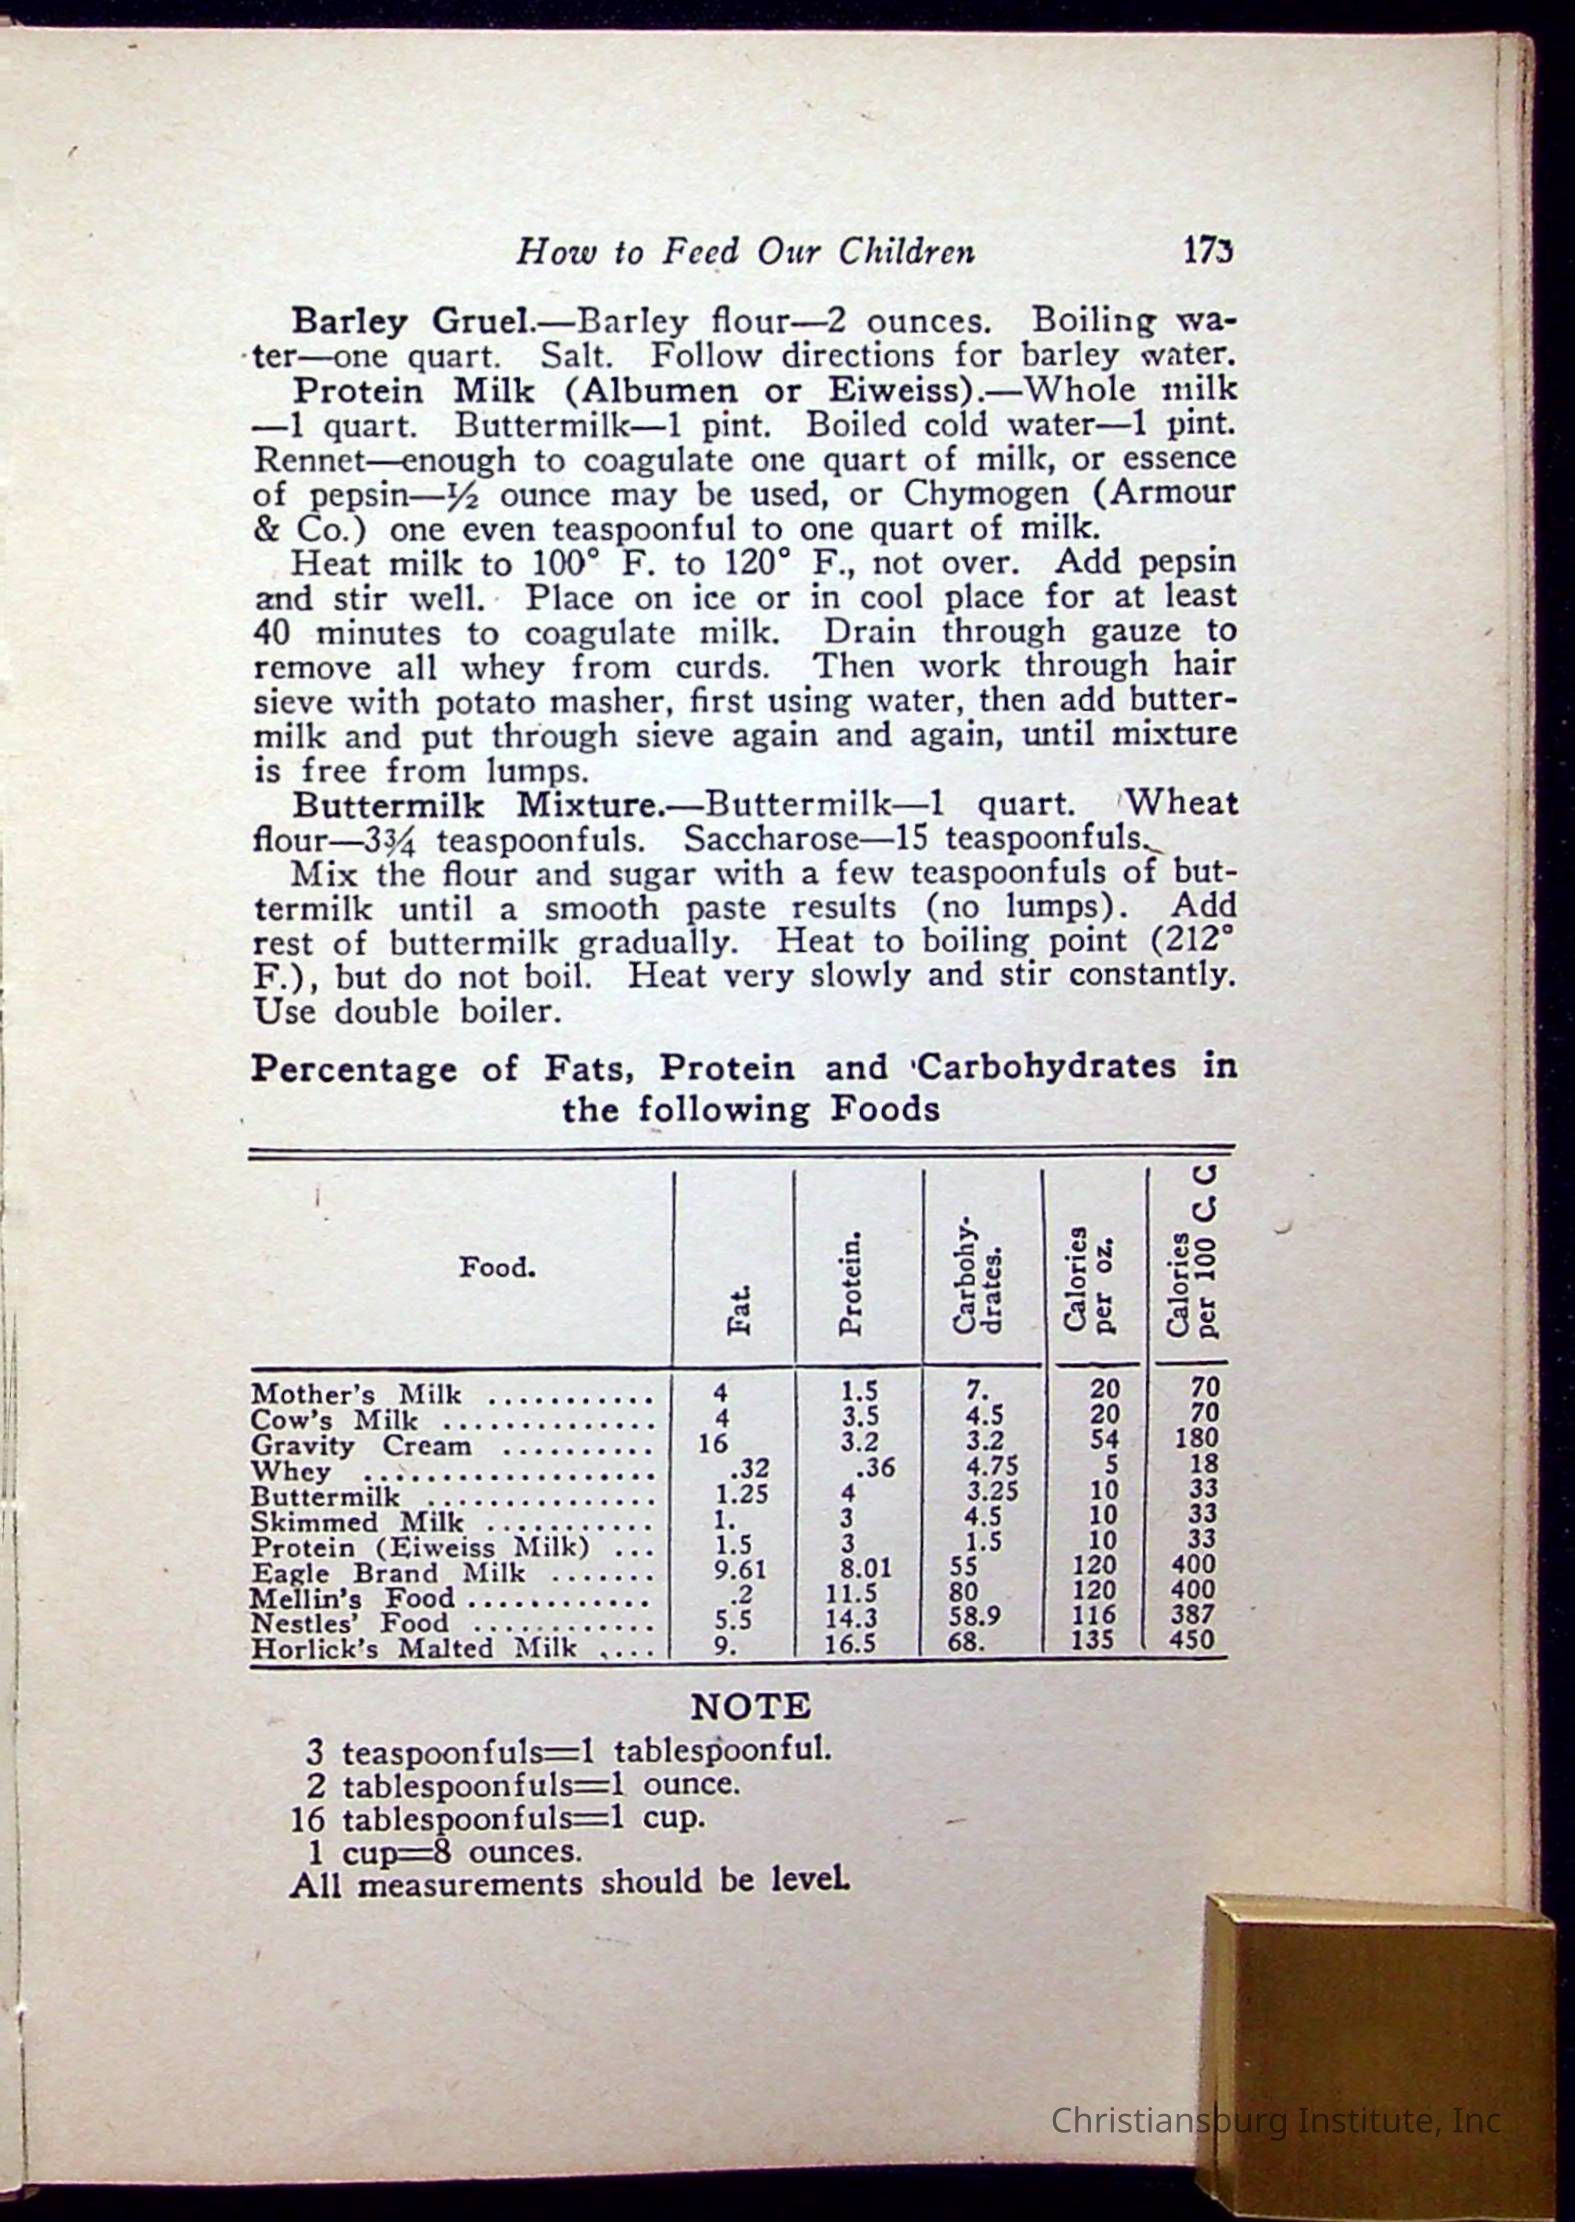 How to Feed Our Children 173
Barley Gruel.—Barley flour—2 ounces. Boiling wa-
ter—one quart. Salt. Follow directions for barley water.
Protein Milk (Albumen or Eiweiss).—Whole milk
—1 quart. Buttermilk—1 pint. Boiled cold water—1 pint.
Rennet—enough to coagulate one quart of milk, or essence
of pepsin—½ ounce may be used, or Chymogen (Armour
& Co.) one even teaspoonful to one quart of milk.
Heat milk to 100° F. to 120° F., not over. Add pepsin
and stir well. Place on ice or in cool place for at least
40 minutes to coagulate milk. Drain through gauze to
remove all whey from curds. Then work through hair
sieve with potato masher, first using water, then add butter-
milk and put through sieve again and again, until mixture
is free from lumps.
Buttermilk Mixture.—Buttermilk—1 quart. Wheat
flour—3¾ teaspoonfuls. Saccharose—15 teaspoonfuls.
Mix the flour and sugar with a few teaspoonfuls of but-
termilk until a smooth paste results (no lumps). Add
rest of buttermilk gradually. Heat to boiling point (212°
F.), but do not boil. Heat very slowly and stir constantly.
Use double boiler.
Percentage of Fats, Protein and Carbohydrates in
the following Foods
Food. Fat. Protein. Carbohy-drates. Calories per oz. Calories per 100 C. C
Mother's Milk ........... 4 1.5 7. 20 70
Cow's Milk .............. 4 3.5 4.5 20 70
Gravity Cream .......... 16 3.2 3.2 54 180
Whey ................... .32 .36 4.75 5 18
Buttermilk ............... 1.25 4 3.25 10 33
Skimmed Milk ........... 1. 3 4.5 10 33
Protein (Eiweiss Milk) ... 1.5 3 1.5 10 33
Eagle Brand Milk ....... 9.61 8.01 55 120 400
Mellin's Food ............ .2 11.5 80 120 400
Nestles' Food ............ 5.5 14.3 58.9 116 387
Horlick's Malted Milk .... 9. 16.5 68. 135 450
NOTE
3 teaspoonfuls=1 tablespoonful.
2 tablespoonfuls=1 ounce.
16 tablespoonfuls=1 cup.
1 cup=8 ounces.
All measurements should be level.
Christiansburg Institute, Inc